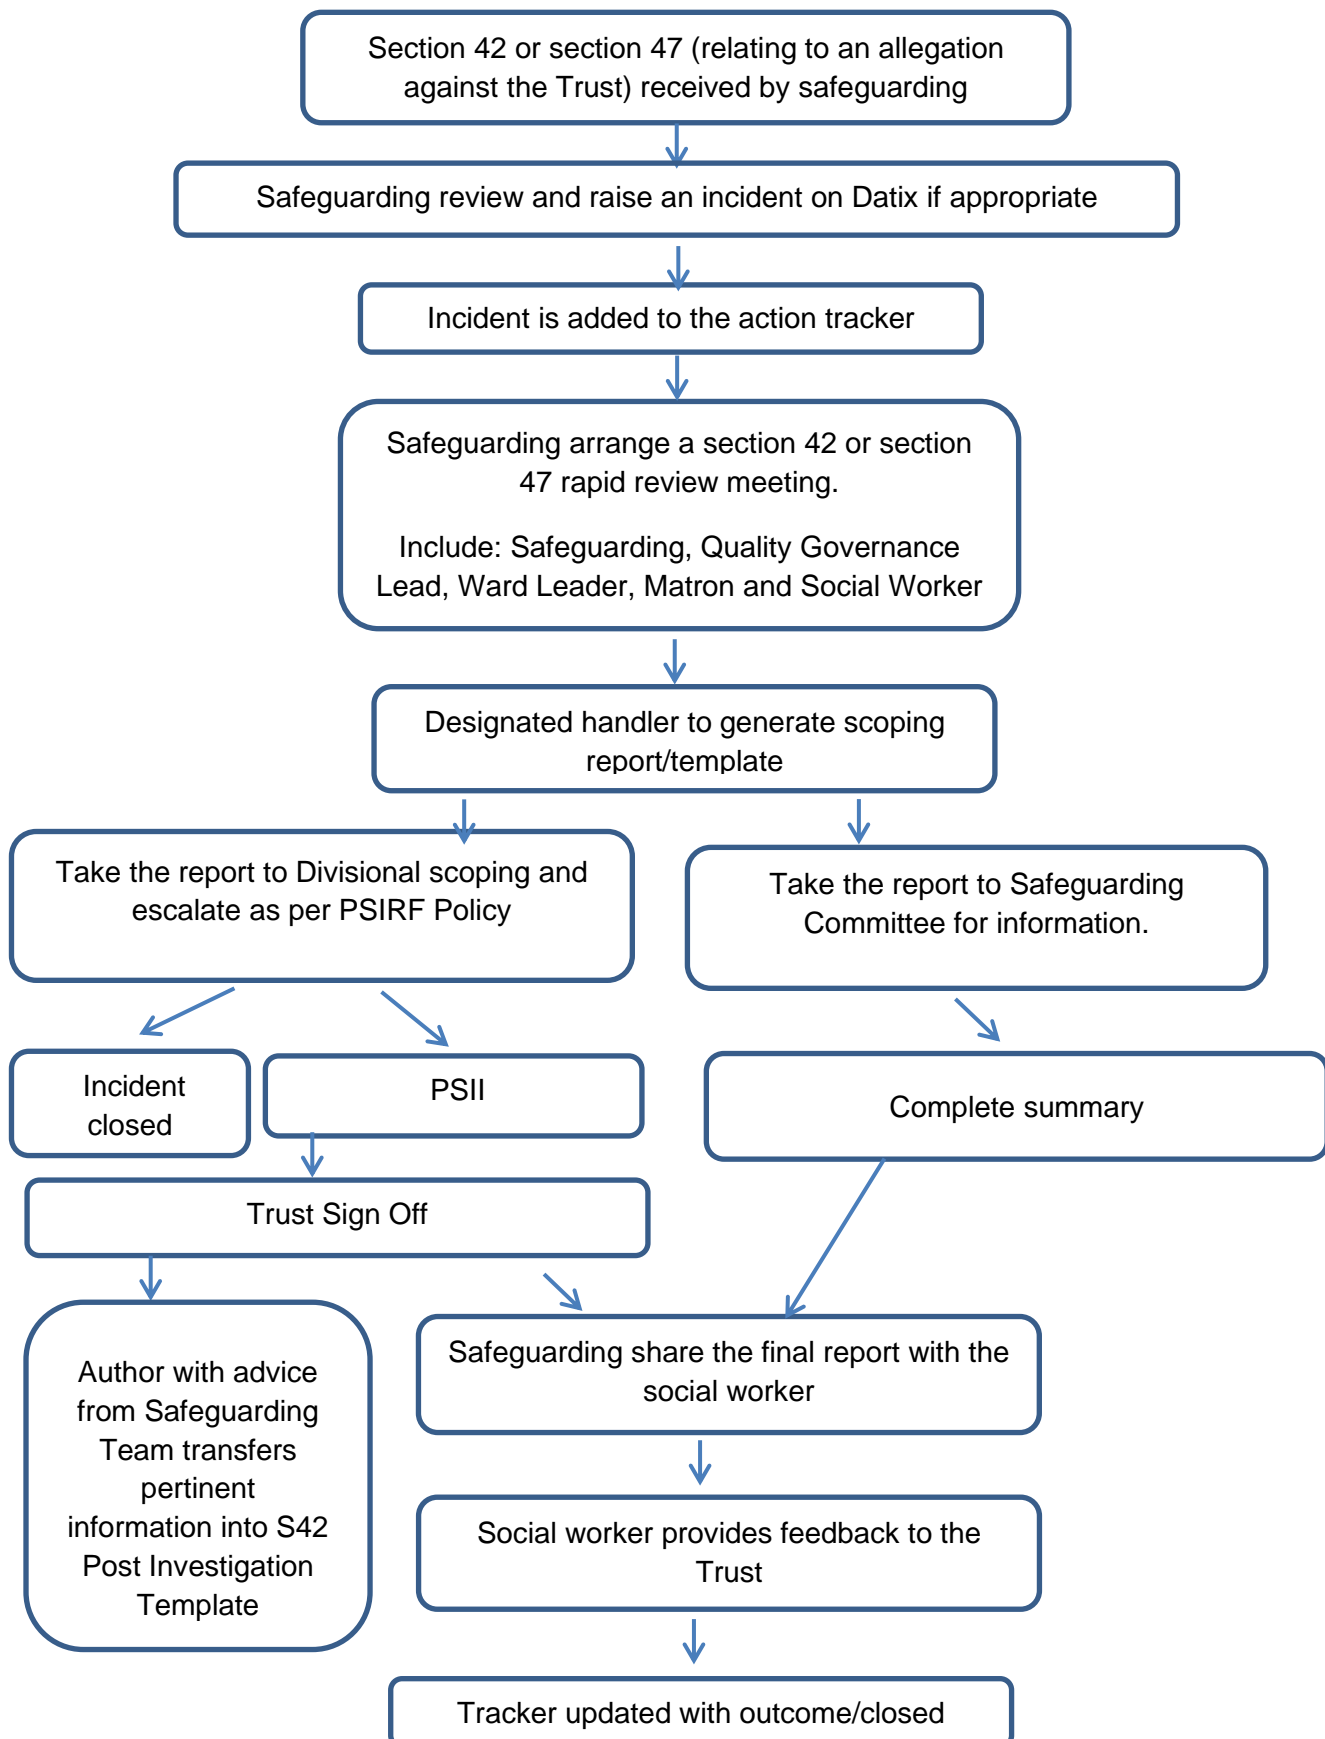 Section 42 or section 47 (relating to an allegation
against the Trust) received by safeguarding
Safeguarding review and raise an incident on Datix if appropriate
Incident is added to the action tracker
Safeguarding arrange a section 42 or section
47 rapid review meeting.
Include: Safeguarding, Quality Governance
Lead, Ward Leader, Matron and Social Worker
Designated handler to generate scoping
report/template
Take the report to Divisional scoping and
escalate as per PSIRF Policy
Take the report to Safeguarding
Committee for information.
Incident
closed
PSII
Complete summary
Trust Sign Off
Author with advice
from Safeguarding
Team transfers
pertinent
information into S42
Post Investigation
Template
Safeguarding share the final report with the
social worker
Social worker provides feedback to the
Trust
Tracker updated with outcome/closed